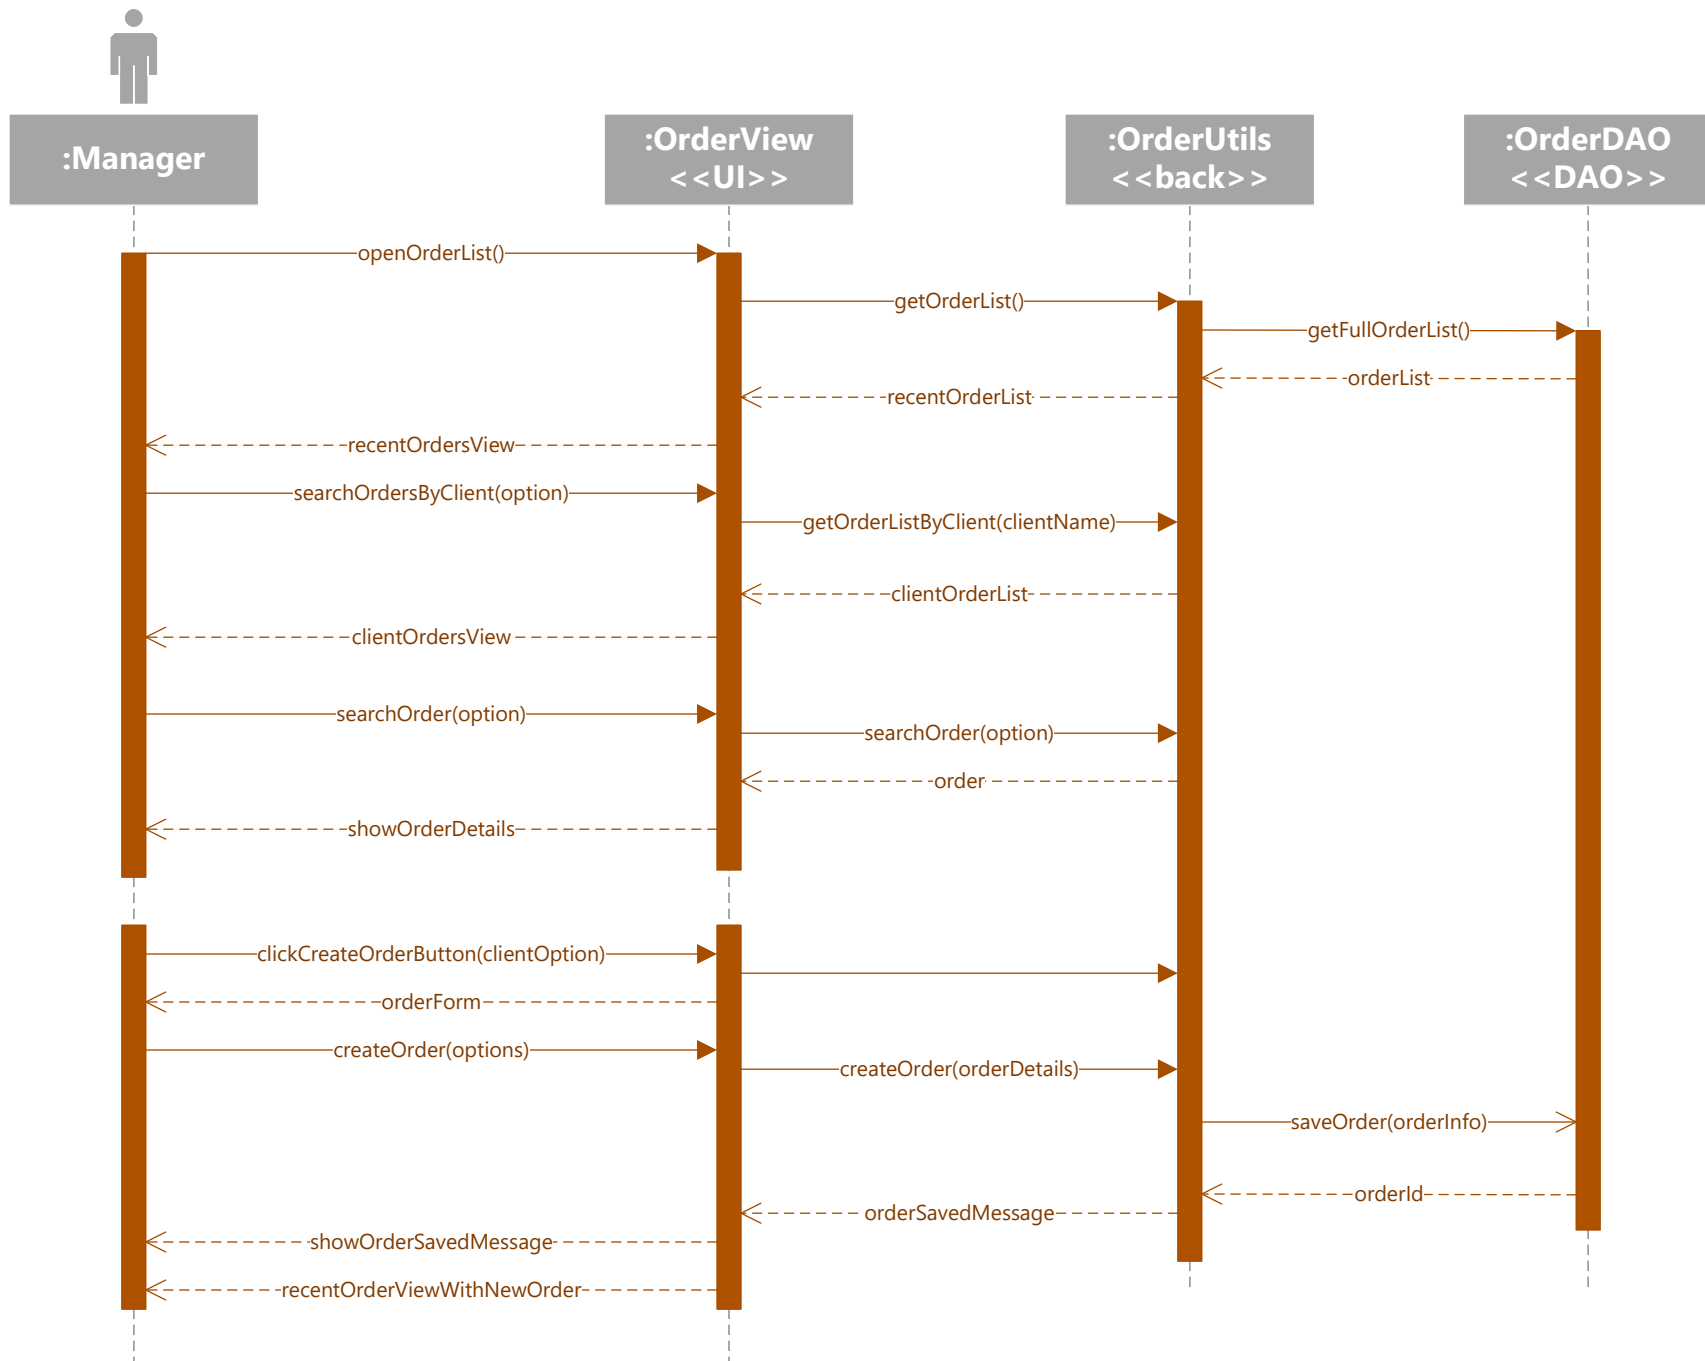 :Manager
:OrderView
<<UI>>
:OrderUtils
<<back>>
:OrderDAO
<<DAO>>
openOrderList()
getOrderList()
getFullOrderList()
orderList
recentOrderList
recentOrdersView
searchOrdersByClient(option)
getOrderListByClient(clientName)
clientOrderList
clientOrdersView
searchOrder(option)
searchOrder(option)
order
showOrderDetails
clickCreateOrderButton(clientOption)
orderForm
createOrder(options)
createOrder(orderDetails)
saveOrder(orderInfo)
orderId
orderSavedMessage
showOrderSavedMessage
recentOrderViewWithNewOrder